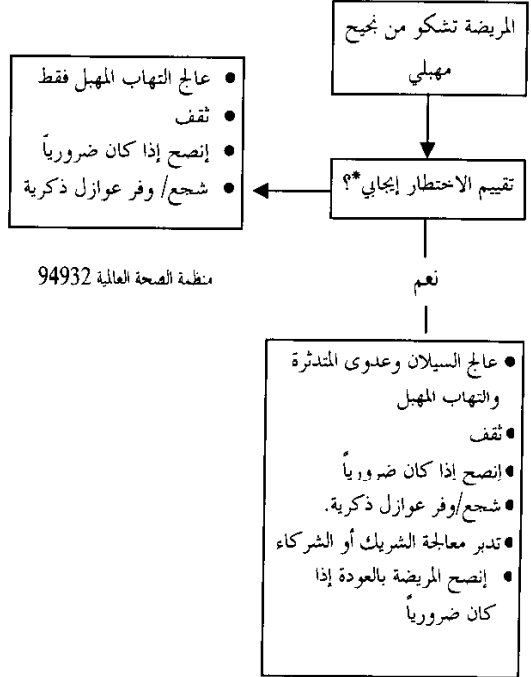 المريضة تشكو من نجيح
مهبلي
تقييم الاختطار إيجابي*؟
● عالج التهاب المهبل فقط
● ثقف
● إنصح إذا كان ضرورياً
● شجع/ وفر عوازل ذكرية
منظمة الصحة العالمية 94932
نعم
● عالج السيلان وعدوى المتدثرة
والتهاب المهبل
● ثقف
● إنصح إذا كان ضرورياً
● شجع/وفر عوازل ذكرية.
● تدبر معالجة الشريك أو الشركاء
● إنصح المريضة بالعودة إذا
كان ضرورياً